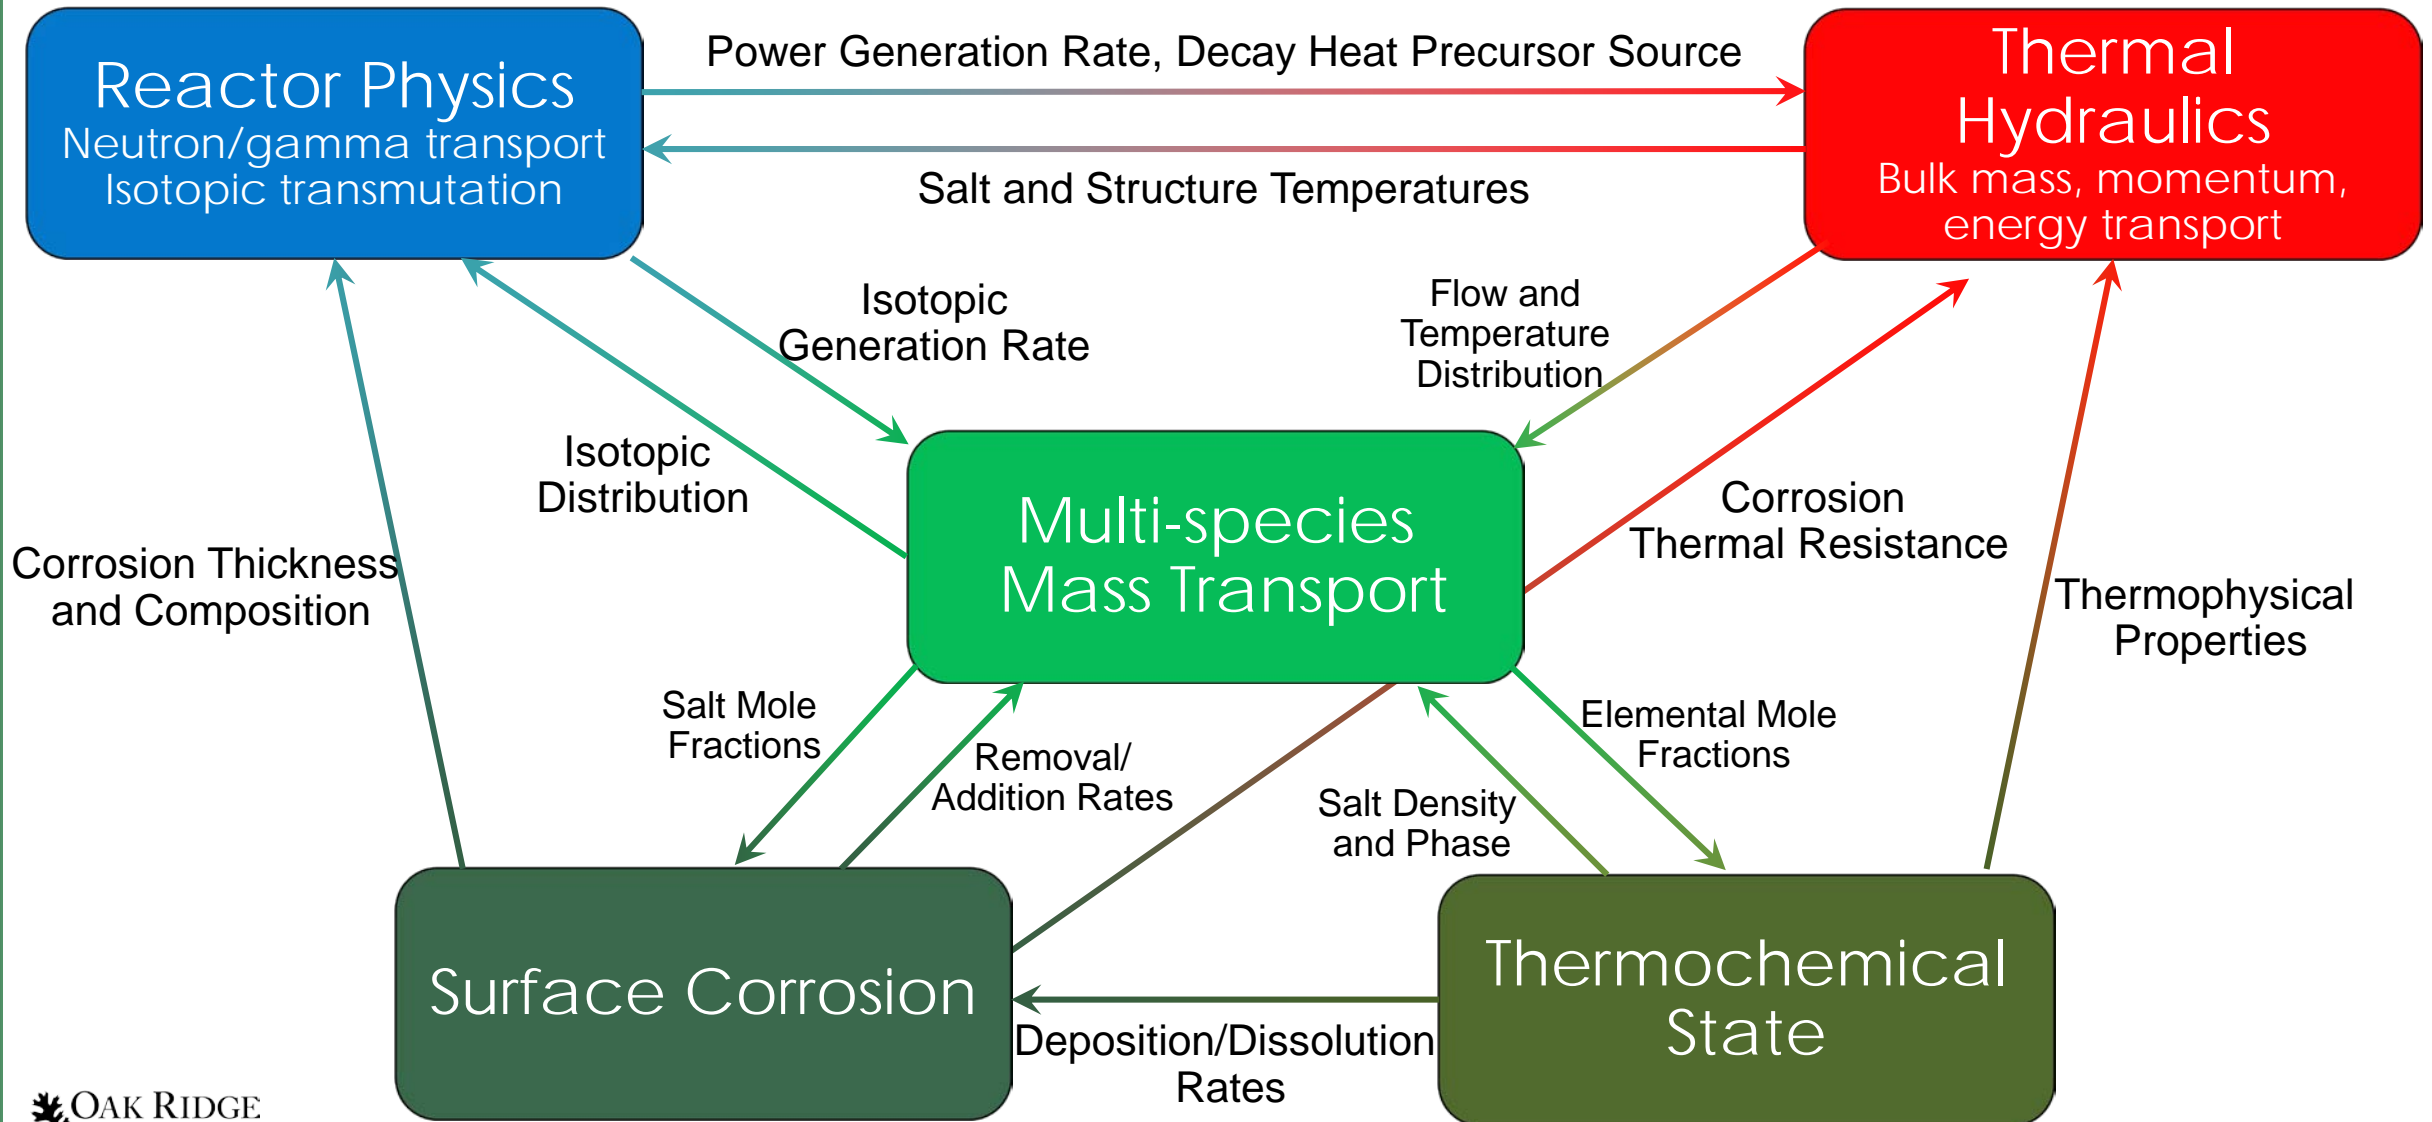 Reactor Physics
Neutron/gamma transport
Isotopic transmutation
Power Generation Rate, Decay Heat Precursor Source
Salt and Structure Temperatures
Thermal
Hydraulics
Bulk mass, momentum,
energy transport
Isotopic
Generation Rate
Flow and
Temperature
Distribution
Isotopic
Distribution
Corrosion Thickness
and Composition
Multi-species
Mass Transport
Corrosion
Thermal Resistance
Thermophysical
Properties
Salt Mole
Fractions
Removal/
Addition Rates
Salt Density
and Phase
Elemental Mole
Fractions
Surface Corrosion
Deposition/Dissolution
Rates
Thermochemical
State
OAK RIDGE